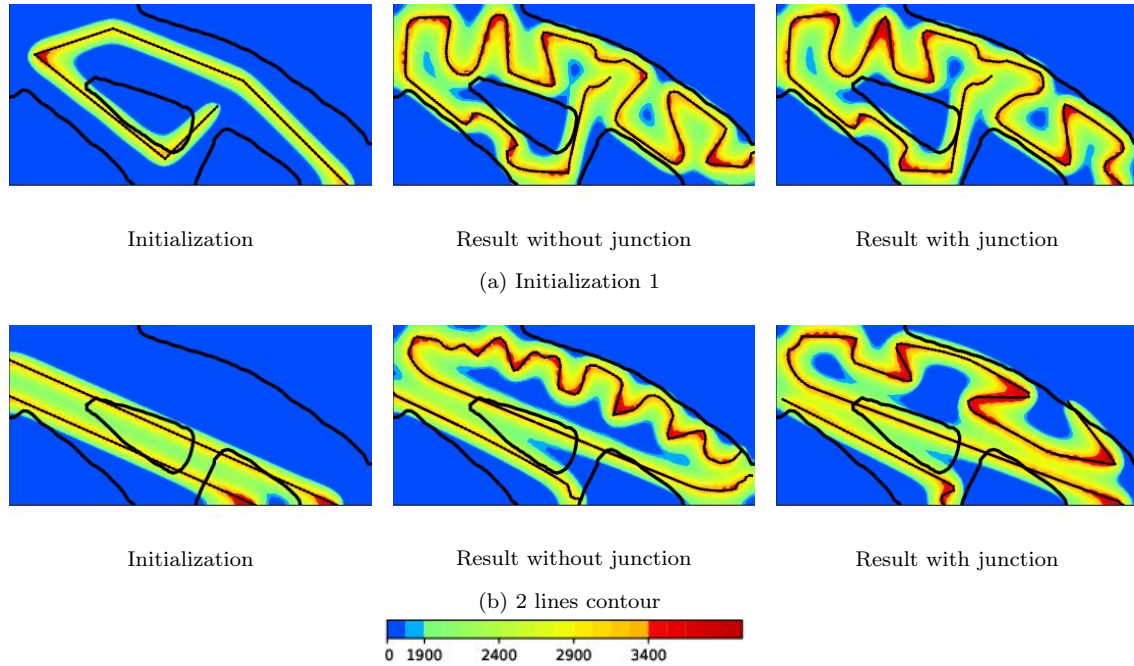 Initialization Result without junction Result with junction
(a) Initialization 1
Initialization Result without junction Result with junction
(b) 2 lines contour
0 1900 2400 2900 3400